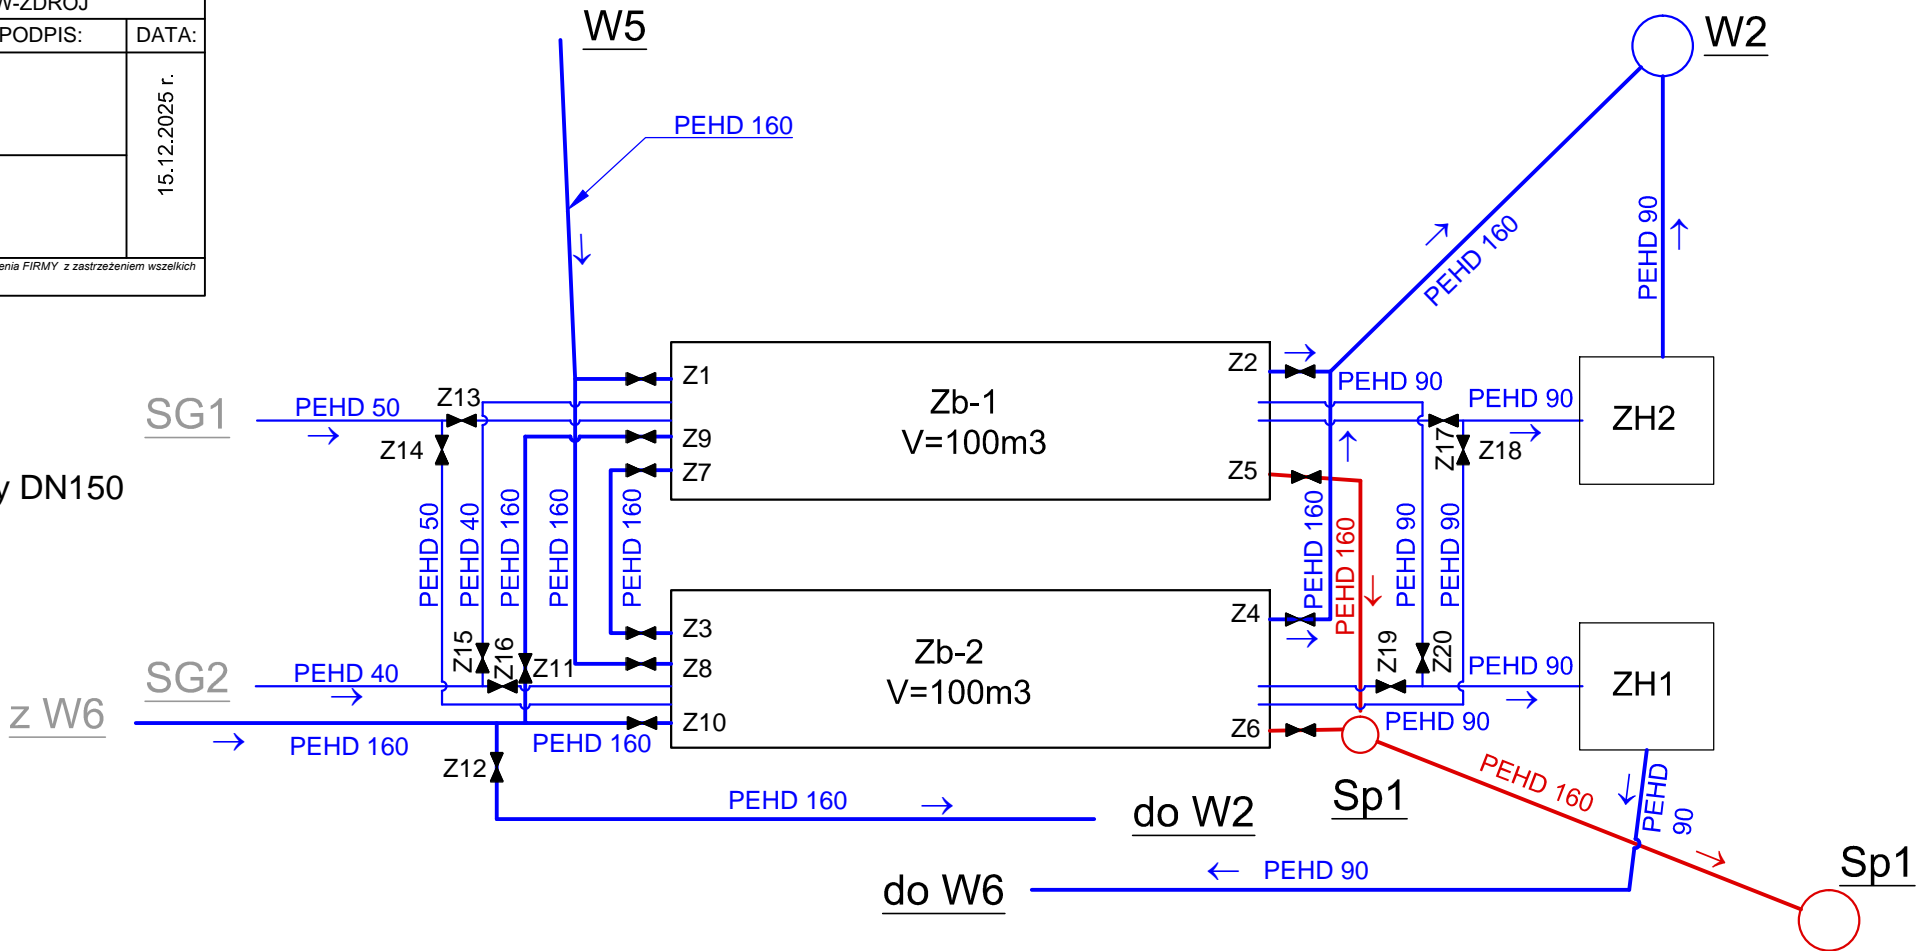 W-ZDRÓJ
PODPIS:
DATA:
15.12.2025 r.
enia FIRMY z zastrzeżeniem wszelkich
W5
W2
PEHD 160
PEHD 160
PEHD 90
SG1
PEHD 50
Z13
Z14
Z1
Z9
Z7
Zb-1
V=100m3
Z2
Z5
PEHD 90
PEHD 90
Z17
Z18
ZH2
y DN150
PEHD 50
PEHD 40
PEHD 160
PEHD 160
PEHD 160
PEHD 160
PEHD 160
PEHD 90
PEHD 90
SG2
z W6
PEHD 40
Z15
Z16
Z11
Z3
Z8
Z10
Zb-2
V=100m3
Z4
Z6
Z19
Z20
PEHD 90
PEHD 90
ZH1
PEHD 160
PEHD 160
Z12
PEHD 160
do W2
Sp1
PEHD 160
PEHD
90
do W6
PEHD 90
Sp1